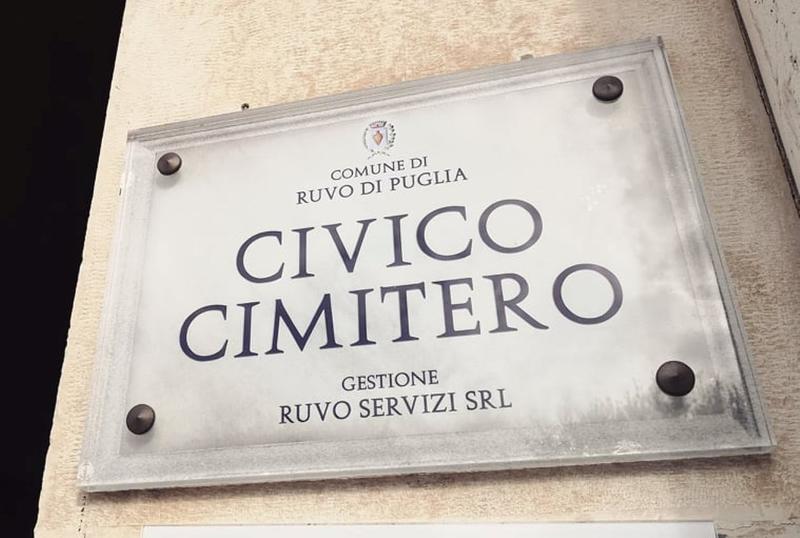 COMUNE DI
RUVO DI PUGLIA
CIVICO
CIMITERO
GESTIONE
RUVO SERVIZI SRL